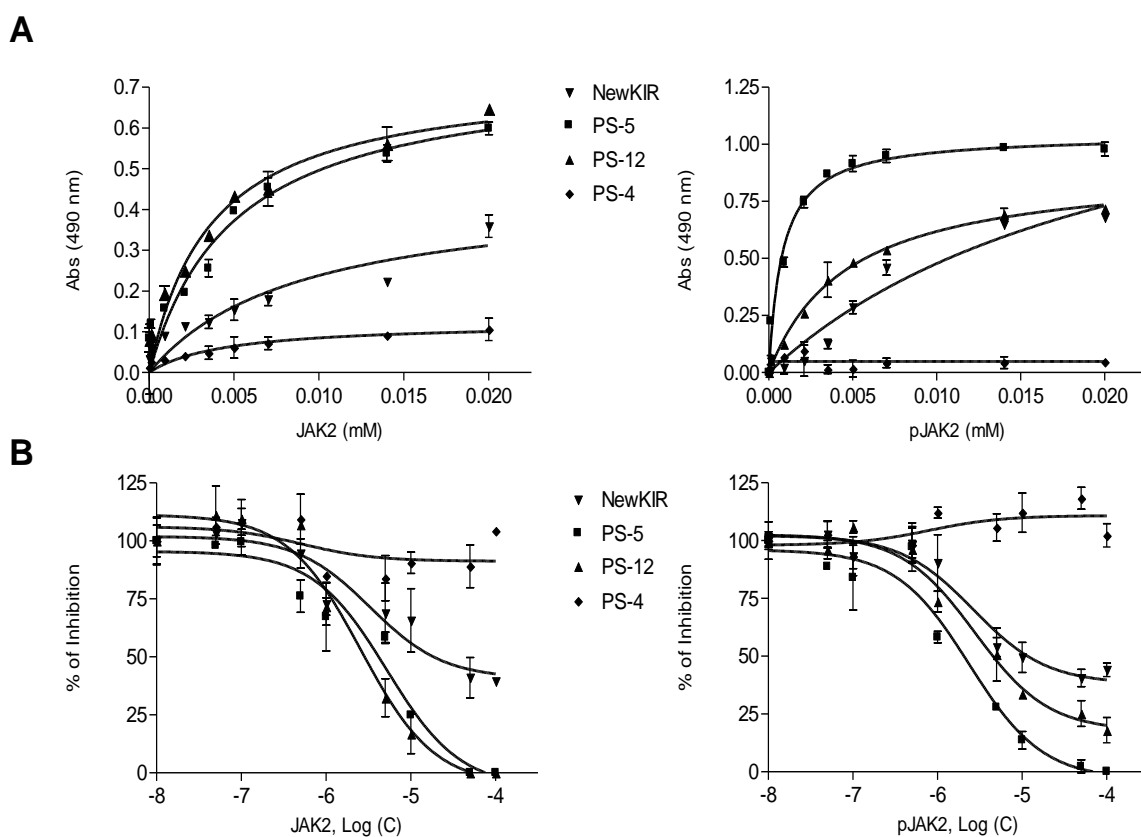 A
0.7
0.6
0.5
0.4
0.3
0.2
0.1
0.0
Abs (490 nm)
0.000 0.005 0.010 0.015 0.020
JAK2 (mM)
NewKIR
PS-5
PS-12
PS-4
1.25
1.00
0.75
0.50
0.25
0.00
Abs (490 nm)
0.000 0.005 0.010 0.015 0.020
pJAK2 (mM)
B
125
100
75
50
25
0
% of Inhibition
-8 -7 -6 -5 -4
JAK2, Log (C)
NewKIR
PS-5
PS-12
PS-4
125
100
75
50
25
0
% of Inhibition
-8 -7 -6 -5 -4
pJAK2, Log (C)